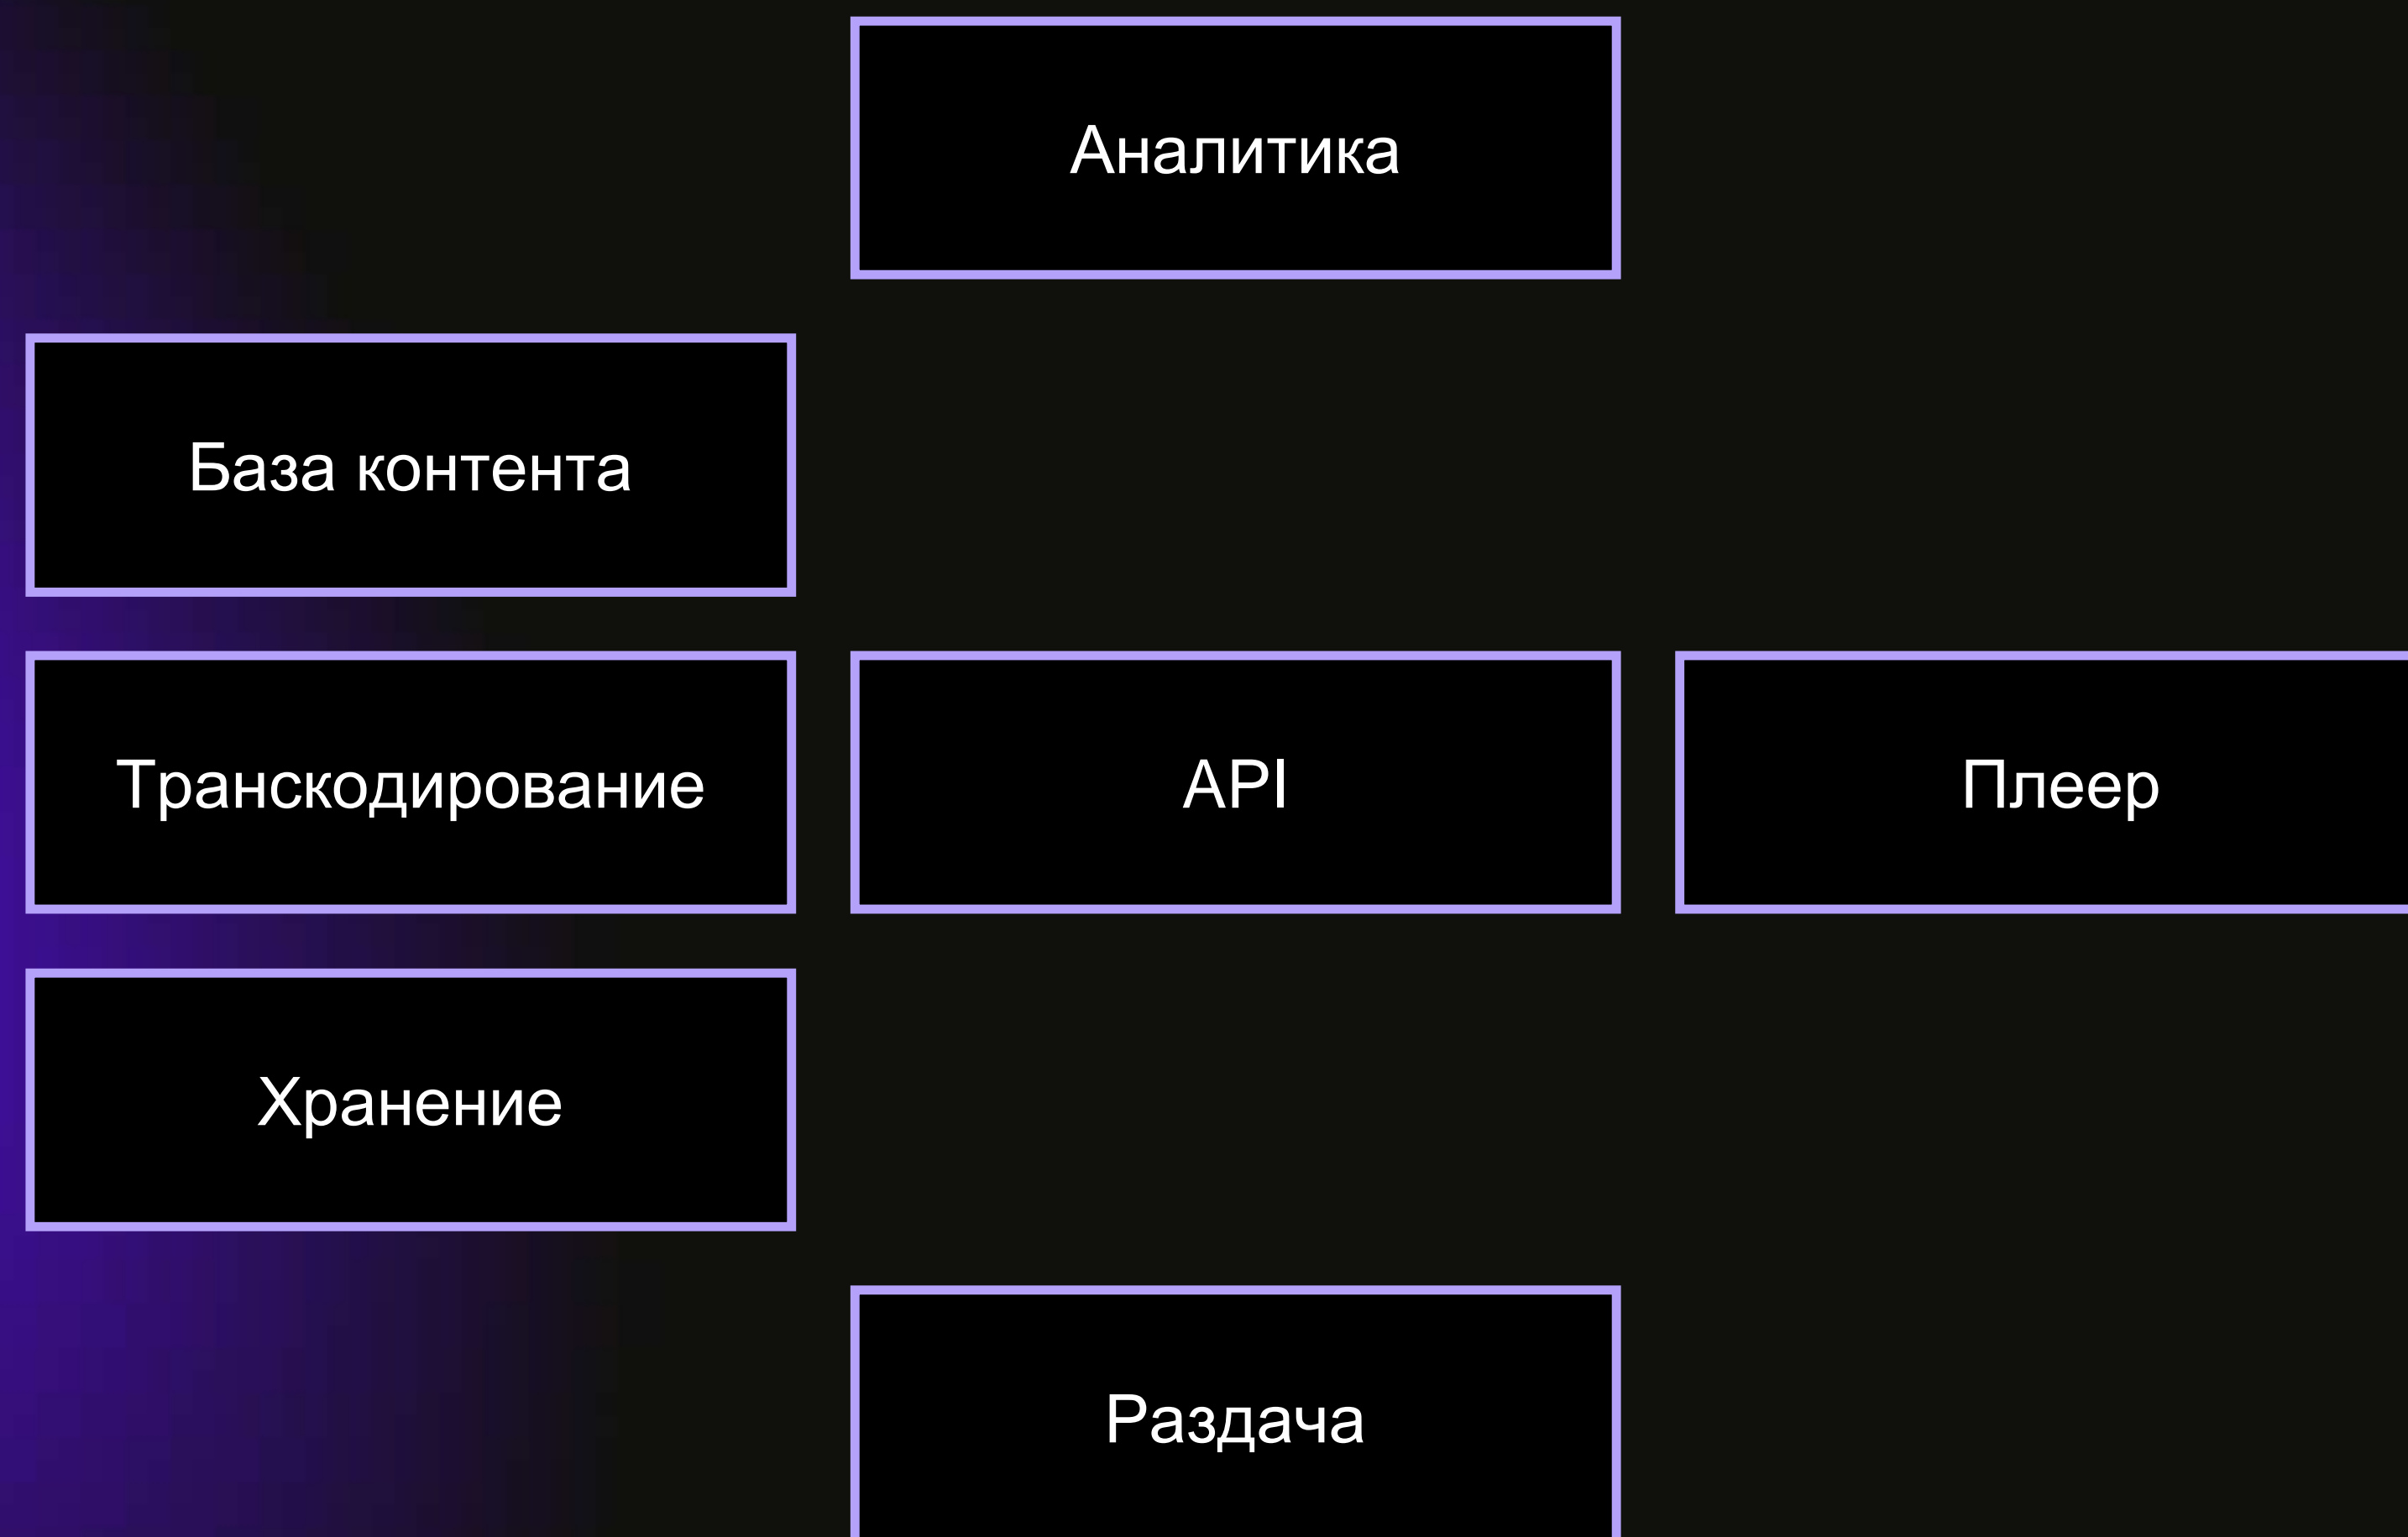 Аналитика
База контента
Транскодирование
API
Плеер
Хранение
Раздача